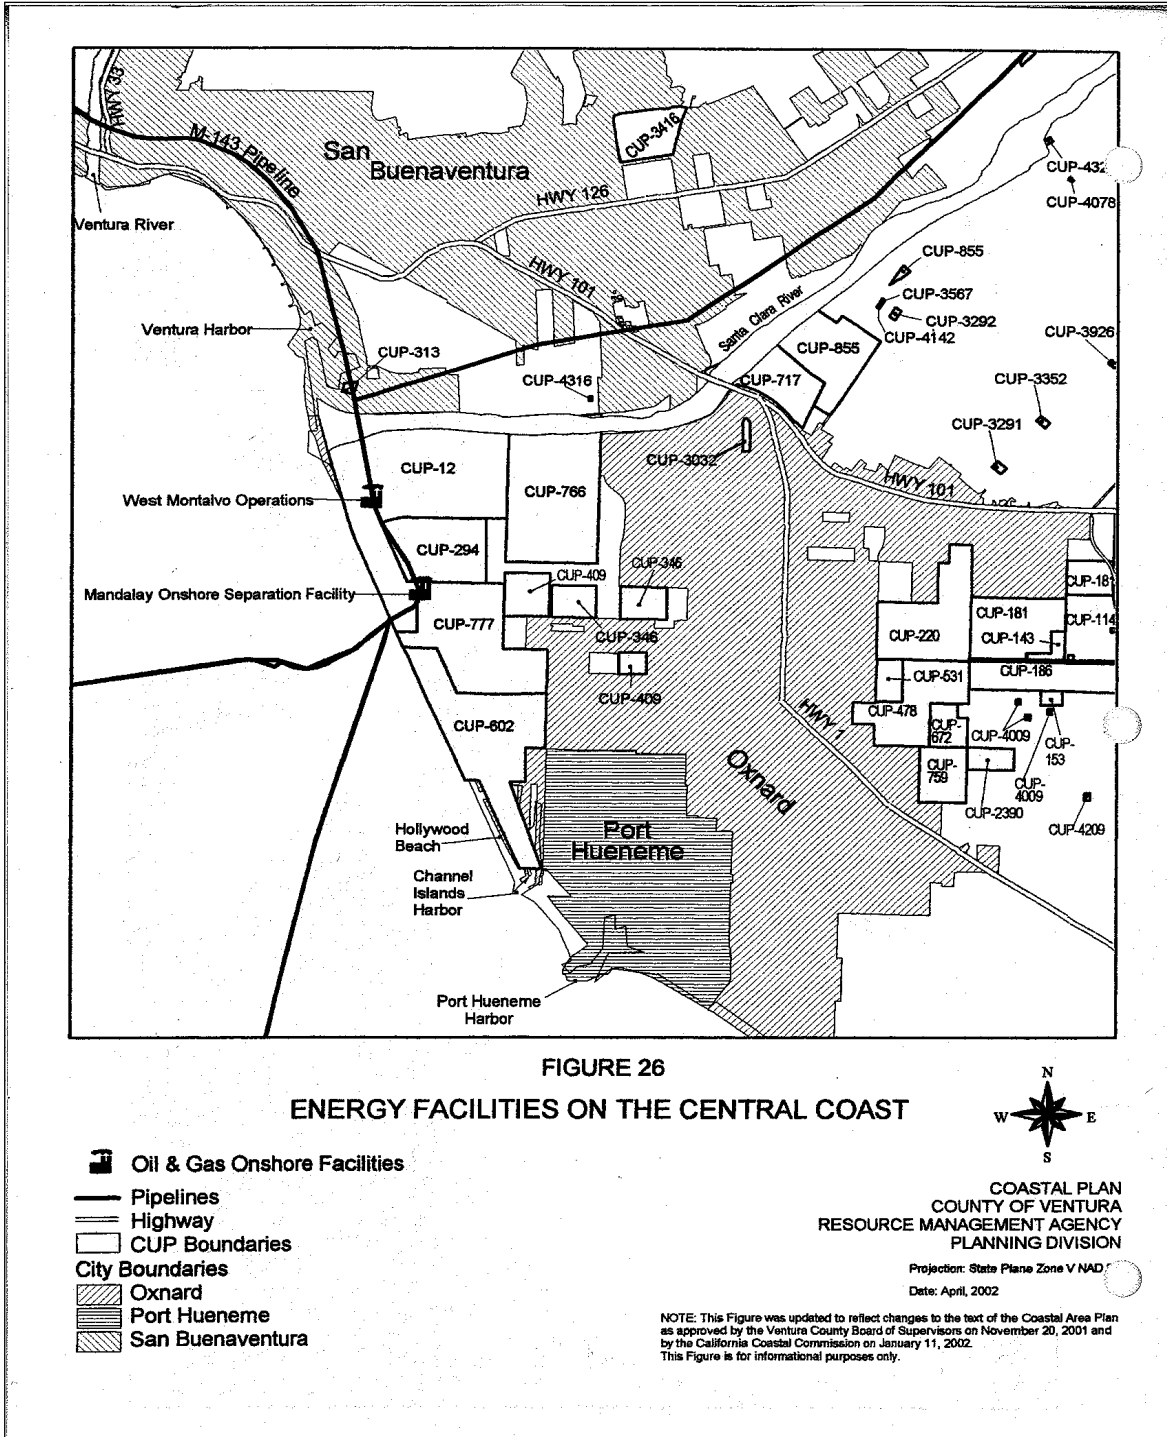 HWY 33
M-143 Pipeline
San
Buenaventura
CUP-3416
HWY 126
CUP-4078
Ventura River
HWY 101
CUP-855
CUP-3567
CUP-3292
CUP-4142
Santa Clara River
Ventura Harbor
CUP-313
CUP-855
CUP-3926
CUP-4316
CUP-717
CUP-3352
CUP-3291
CUP-12
CUP-3032
CUP-766
HWY 101
West Montalvo Operations
CUP-294
CUP-409
CUP-346
CUP-181
Mandalay Onshore Separation Facility
CUP-777
CUP-346
CUP-220
CUP-181
CUP-114
CUP-143
CUP-409
CUP-531
CUP-186
CUP-602
HWY 1
CUP-478
CUP-
672
CUP-4009
CUP-
153
Oxnard
CUP-
759
CUP-
4009
CUP-2390
CUP-4209
Hollywood
Beach
Port
Hueneme
Channel
Islands
Harbor
Port Hueneme
Harbor
FIGURE 26
ENERGY FACILITIES ON THE CENTRAL COAST
N
W
E
S
Oil & Gas Onshore Facilities
Pipelines
Highway
CUP Boundaries
City Boundaries
Oxnard
Port Hueneme
San Buenaventura
COASTAL PLAN
COUNTY OF VENTURA
RESOURCE MANAGEMENT AGENCY
PLANNING DIVISION
Projection: State Plane Zone V NAD
Date: April, 2002
NOTE: This Figure was updated to reflect changes to the text of the Coastal Area Plan
as approved by the Ventura County Board of Supervisors on November 20, 2001 and
by the California Coastal Commission on January 11, 2002.
This Figure is for informational purposes only.